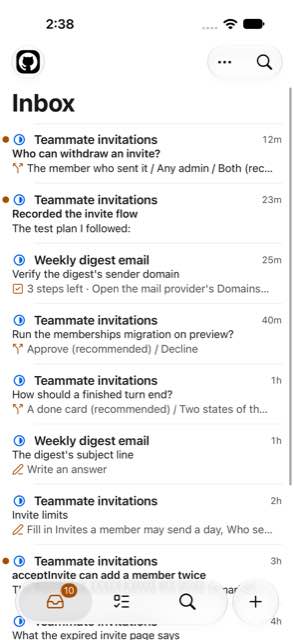 2:38
Inbox
Teammate invitations 12m
Who can withdraw an invite?
The member who sent it / Any admin / Both (rec...
Teammate invitations 23m
Recorded the invite flow
The test plan I followed:
Weekly digest email 25m
Verify the digest's sender domain
3 steps left · Open the mail provider's Domains...
Teammate invitations 40m
Run the memberships migration on preview?
Approve (recommended) / Decline
Teammate invitations 1h
How should a finished turn end?
A done card (recommended) / Two states of th...
Weekly digest email 1h
The digest's subject line
Write an answer
Teammate invitations 2h
Invite limits
Fill in Invites a member may send a day, Who se...
Teammate invitations 3h
acceptInvite can add a member twice
10
4h
What the expired invite page says